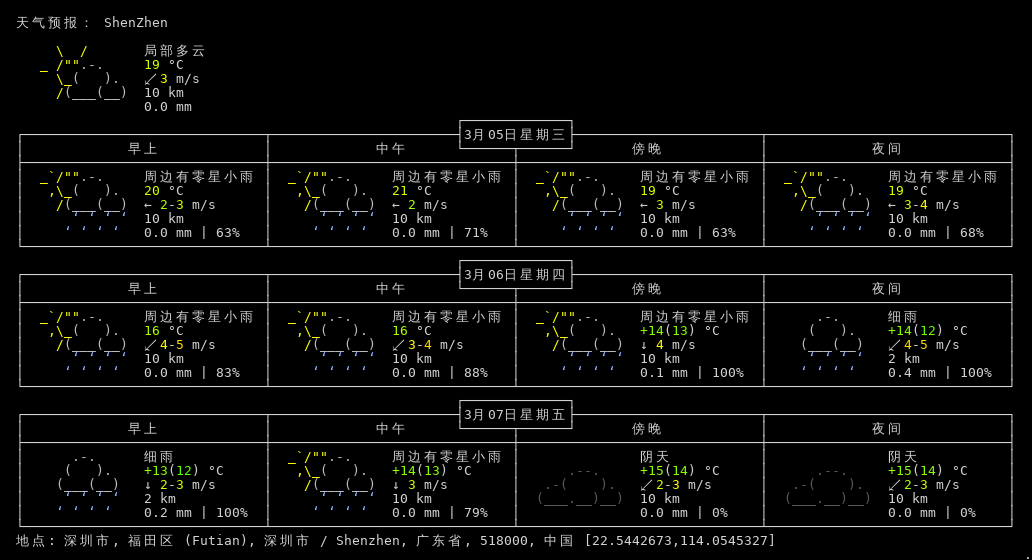 天气预报： ShenZhen
局部多云
19 °C
↙3 m/s
10 km
0.0 mm
3月05日星期三
早上 中午 傍晚 夜间
周边有零星小雨 周边有零星小雨 周边有零星小雨 周边有零星小雨
20 °C 21 °C 19 °C 19 °C
← 2-3 m/s ← 2 m/s ← 3 m/s ← 3-4 m/s
10 km 10 km 10 km 10 km
0.0 mm | 63% 0.0 mm | 71% 0.0 mm | 63% 0.0 mm | 68%
3月06日星期四
早上 中午 傍晚 夜间
周边有零星小雨 周边有零星小雨 周边有零星小雨 细雨
16 °C 16 °C +14(13) °C +14(12) °C
↙4-5 m/s ↙3-4 m/s ↓ 4 m/s ↙4-5 m/s
10 km 10 km 10 km 2 km
0.0 mm | 83% 0.0 mm | 88% 0.1 mm | 100% 0.4 mm | 100%
3月07日星期五
早上 中午 傍晚 夜间
细雨 周边有零星小雨 阴天 阴天
+13(12) °C +14(13) °C +15(14) °C +15(14) °C
↓ 2-3 m/s ↓ 3 m/s ↙2-3 m/s ↙2-3 m/s
2 km 10 km 10 km 10 km
0.2 mm | 100% 0.0 mm | 79% 0.0 mm | 0% 0.0 mm | 0%
地点: 深圳市, 福田区 (Futian), 深圳市 / Shenzhen, 广东省, 518000, 中国 [22.5442673,114.0545327]